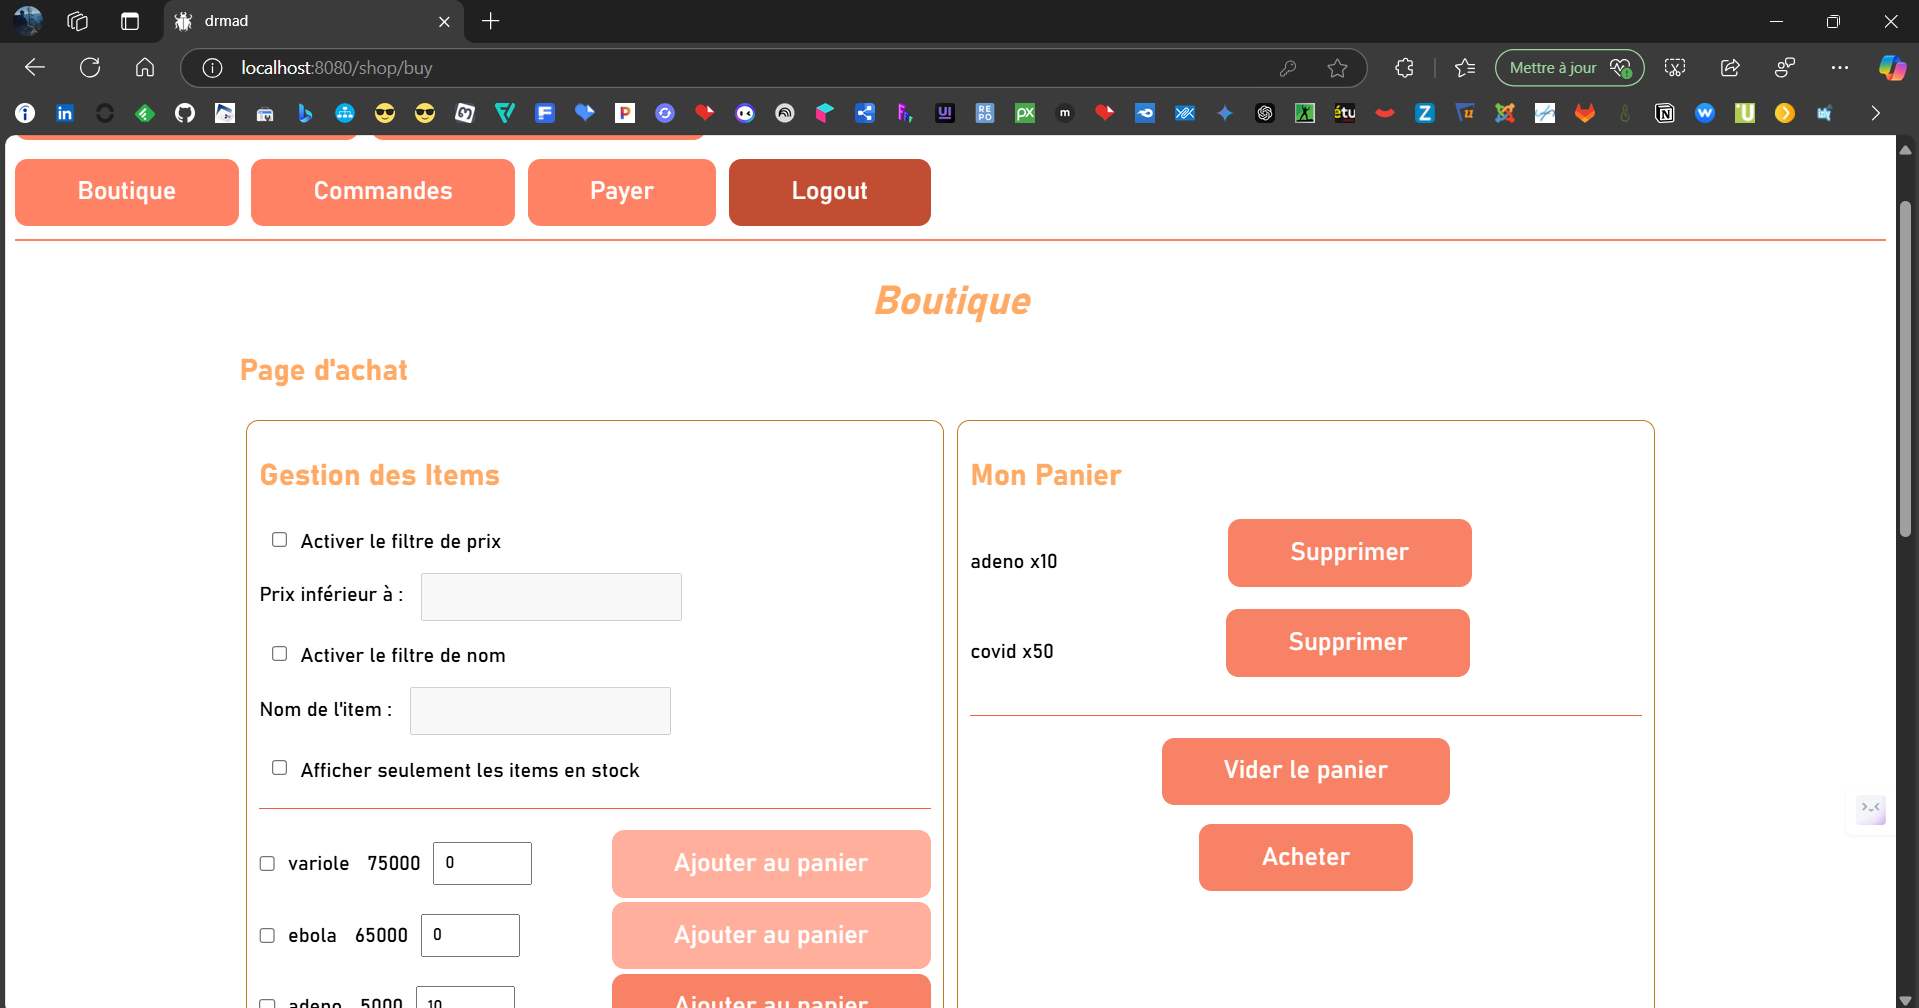 drmad
localhost:8080/shop/buy
Mettre à jour
Boutique
Commandes
Payer
Logout
Boutique
Page d'achat
Gestion des Items
Activer le filtre de prix
Prix inférieur à :
Activer le filtre de nom
Nom de l'item :
Afficher seulement les items en stock
variole 75000 0 Ajouter au panier
ebola 65000 0 Ajouter au panier
adeno 5000 10 Ajouter au panier
Mon Panier
adeno x10 Supprimer
covid x50 Supprimer
Vider le panier
Acheter